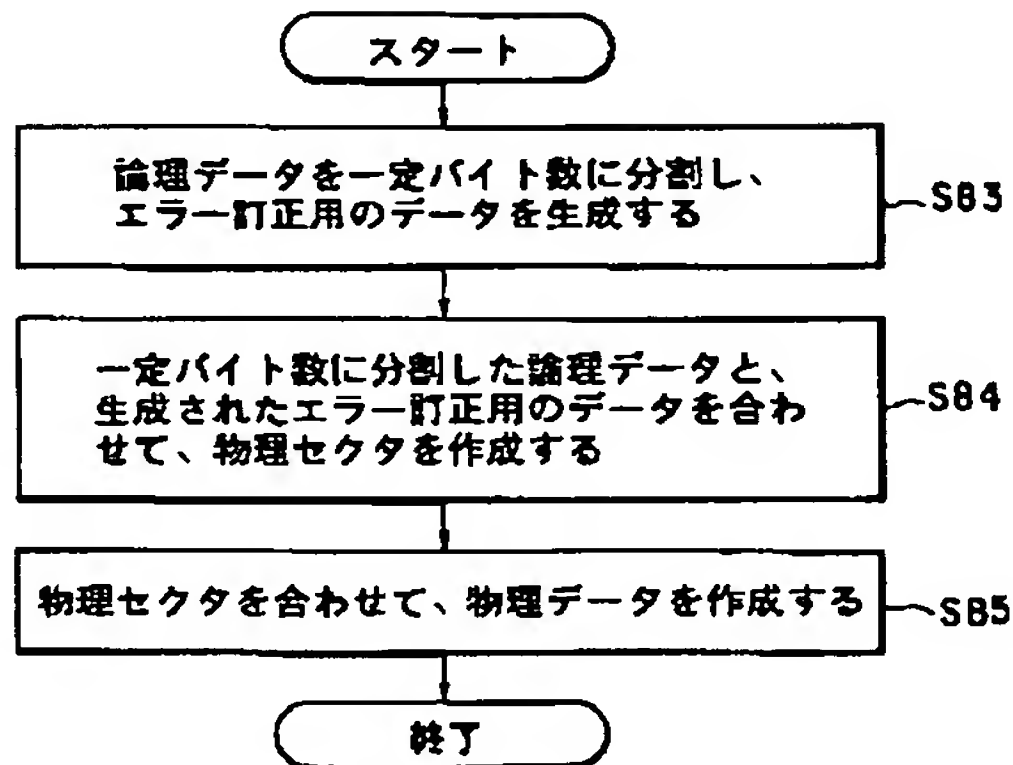 スタート
論理データを一定バイト数に分割し、
エラー訂正用のデータを生成する
S83
一定バイト数に分割した論理データと、
生成されたエラー訂正用のデータを合わ
せて、物理セクタを作成する
S84
物理セクタを合わせて、物理データを作成する
S85
終了